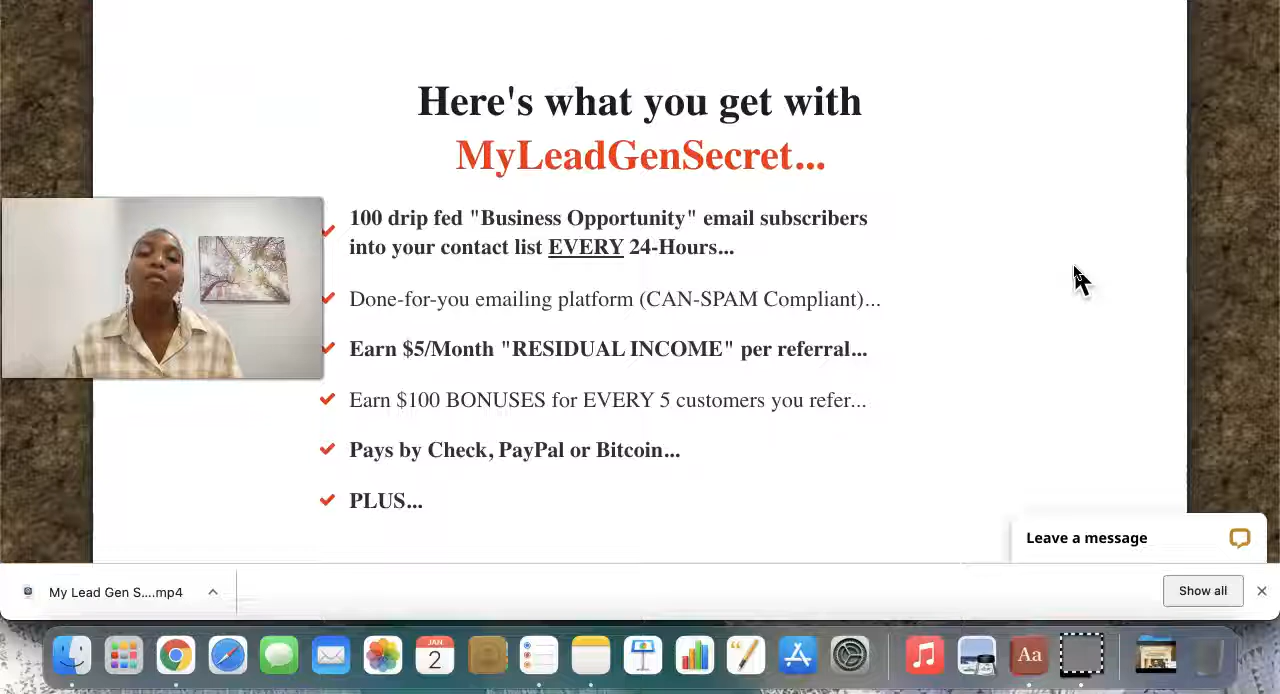 Here's what you get with
MyLeadGenSecret...
100 drip fed "Business Opportunity" email subscribers
into your contact list EVERY 24-Hours...
Done-for-you emailing platform (CAN-SPAM Compliant)...
Earn $5/Month "RESIDUAL INCOME" per referral...
Earn $100 BONUSES for EVERY 5 customers you refer...
Pays by Check, PayPal or Bitcoin...
PLUS...
Leave a message
My Lead Gen S....mp4
Show all
JAN
2
Aa